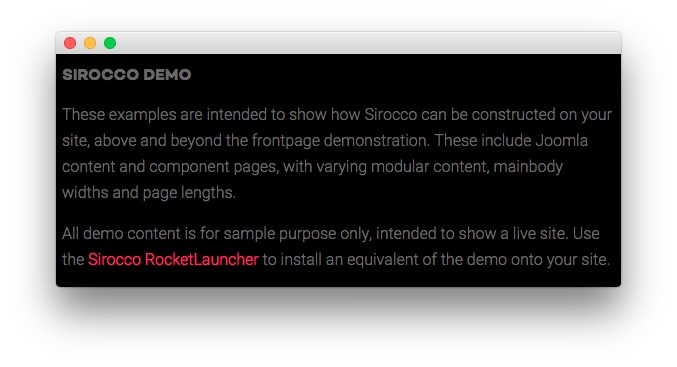 SIROCCO DEMO
These examples are intended to show how Sirocco can be constructed on your
site, above and beyond the frontpage demonstration. These include Joomla
content and component pages, with varying modular content, mainbody
widths and page lengths.
All demo content is for sample purpose only, intended to show a live site. Use
the Sirocco RocketLauncher to install an equivalent of the demo onto your site.